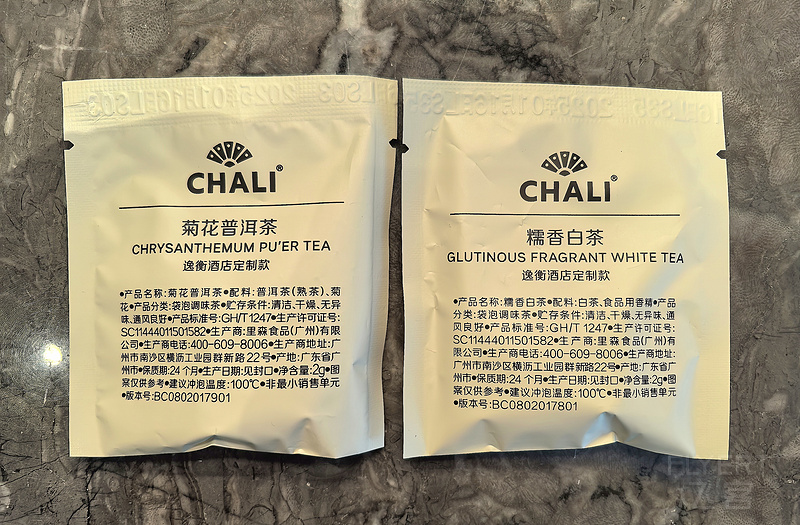 CHALI®
菊花普洱茶
CHRYSANTHEMUM PU'ER TEA
逸衡酒店定制款
•产品名称:菊花普洱茶•配料:普洱茶(熟茶)、菊
花•产品分类:袋泡调味茶•贮存条件:清洁、干燥、无异
味、通风良好•产品标准号:GH/T 1247•生产许可证号:
SC11444011501582•生产商:里森食品(广州)有限
公司•生产商电话:400-609-8006•生产商地址:广
州市南沙区横沥工业园群新路22号•产地:广东省广
州市•保质期:24个月•生产日期:见封口•净含量:2g•图
案仅供参考•建议冲泡温度:100℃•非最小销售单元
•版本号:BC0802017901
CHALI®
糯香白茶
GLUTINOUS FRAGRANT WHITE TEA
逸衡酒店定制款
•产品名称:糯香白茶•配料:白茶、食品用香精•产品
分类:袋泡调味茶•贮存条件:清洁、干燥、无异味、通
风良好•产品标准号:GH/T 1247•生产许可证号:
SC11444011501582•生产商:里森食品(广州)有
限公司•生产商电话:400-609-8006•生产商地址:
广州市南沙区横沥工业园群新路22号•产地:广东省广
州市•保质期:24个月•生产日期:见封口•净含量:2g•图
案仅供参考•建议冲泡温度:100℃•非最小销售单元
•版本号:BC0802017801